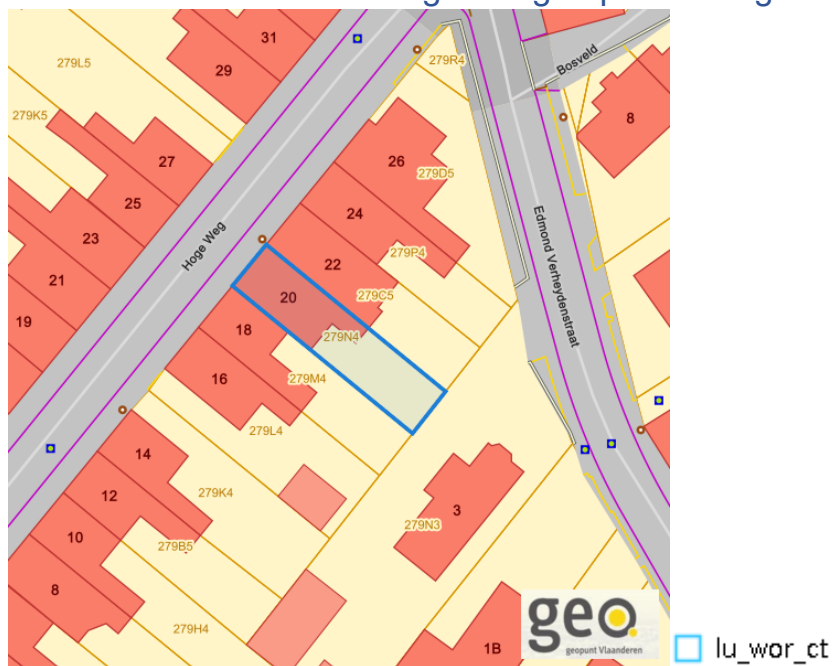 31
29
279L5
279R4
Bosveld
8
279K5
27
26
279D5
25
24
23
Hoge Weg
22
279P4
Edmond Verheydenstraat
21
20
279C5
19
18
279N4
16
279M4
279L4
14
12
279K4
3
279N3
10
279B5
8
279H4
1B
geo
geopunt Vlaanderen
lu_wor_ct